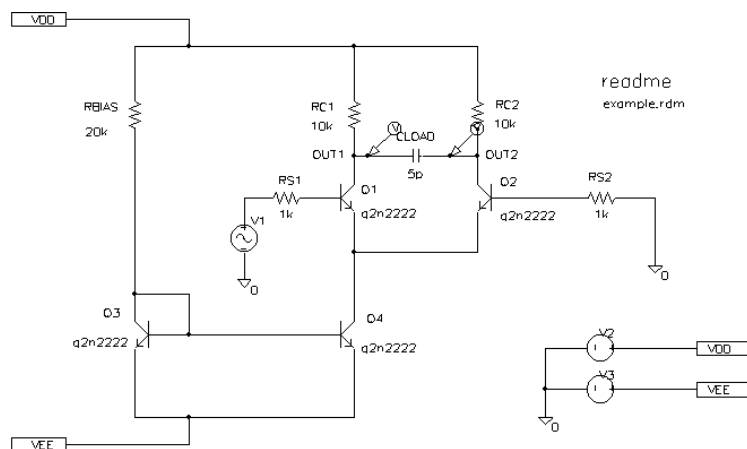 VDD
RBIAS
20k
RC1
10k
RC2
10k
readme
example.rdm
V
V
CLOAD
OUT1
OUT2
5p
RS1
1k
Q1
q2n2222
Q2
q2n2222
RS2
1k
V1
0
0
Q3
q2n2222
Q4
q2n2222
V2
VDD
V3
VEE
0
VEE